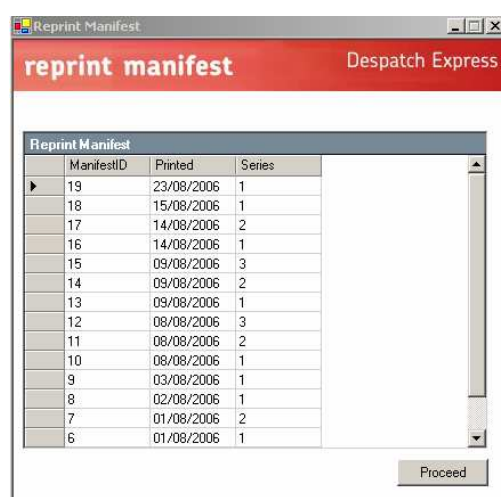 Reprint Manifest
reprint manifest Despatch Express
Reprint Manifest
ManifestID Printed Series
19 23/08/2006 1
18 15/08/2006 1
17 14/08/2006 2
16 14/08/2006 1
15 09/08/2006 3
14 09/08/2006 2
13 09/08/2006 1
12 08/08/2006 3
11 08/08/2006 2
10 08/08/2006 1
9 03/08/2006 1
8 02/08/2006 1
7 01/08/2006 2
6 01/08/2006 1
Proceed